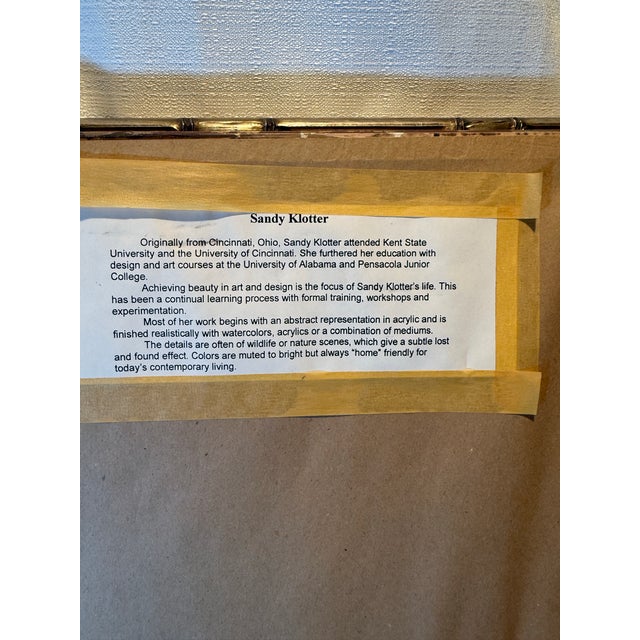 Sandy Klotter
Originally from Cincinnati, Ohio, Sandy Klotter attended Kent State
University and the University of Cincinnati. She furthered her education with
design and art courses at the University of Alabama and Pensacola Junior
College.
Achieving beauty in art and design is the focus of Sandy Klotter's life. This
has been a continual learning process with formal training, workshops and
experimentation.
Most of her work begins with an abstract representation in acrylic and is
finished realistically with watercolors, acrylics or a combination of mediums.
The details are often of wildlife or nature scenes, which give a subtle lost
and found effect. Colors are muted to bright but always "home" friendly for
today's contemporary living.